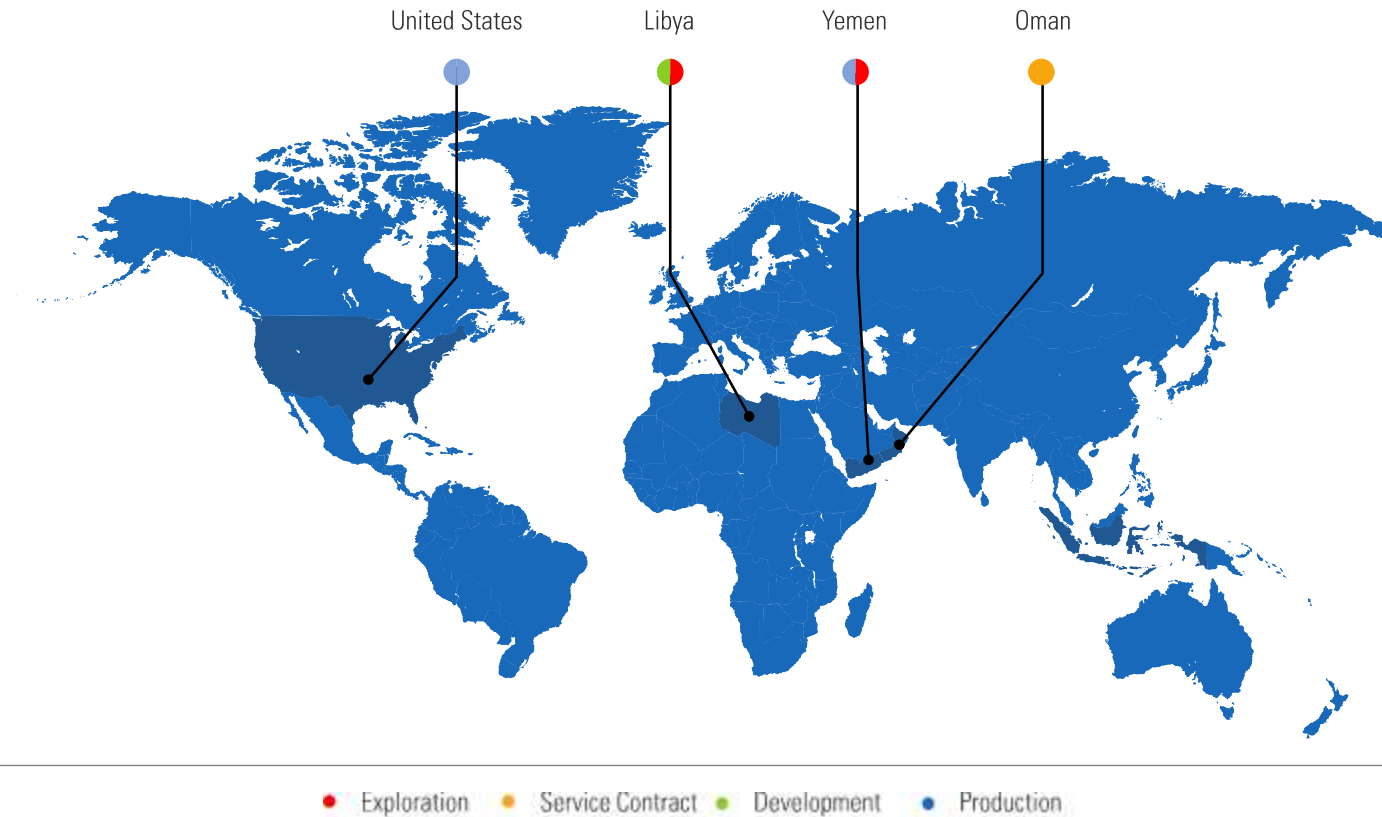 United States Libya Yemen Oman
Exploration Service Contract Development Production